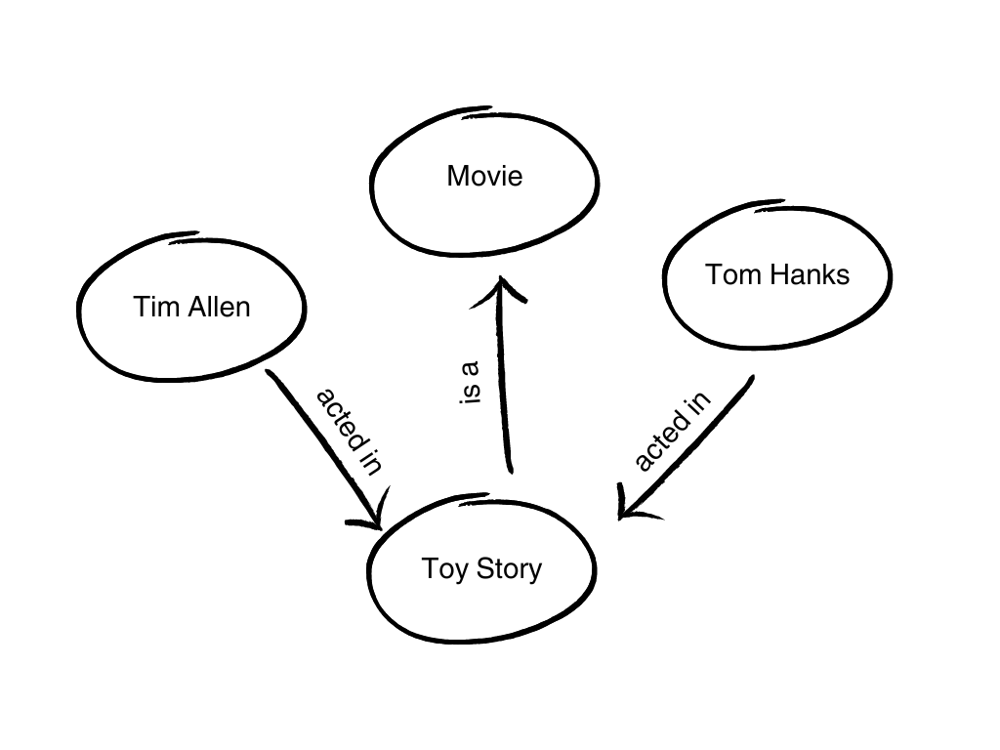 Movie
Tom Hanks
Tim Allen
is a
acted in
acted in
Toy Story